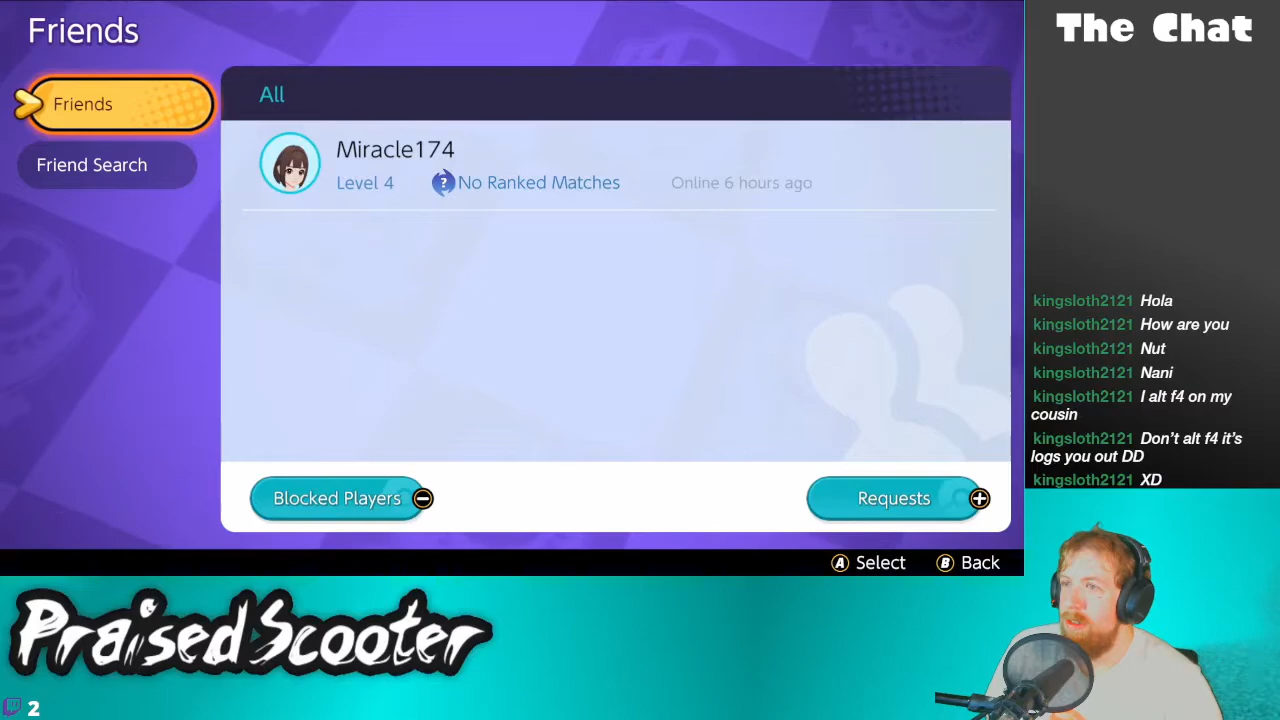 Friends
Friends
Friend Search
All
Miracle174
Level 4
? No Ranked Matches
Online 6 hours ago
Blocked Players
Requests
A Select
B Back
The Chat
kingsloth2121 Hola
kingsloth2121 How are you
kingsloth2121 Nut
kingsloth2121 Nani
kingsloth2121 I alt f4 on my
cousin
kingsloth2121 Don't alt f4 it's
logs you out DD
kingsloth2121 XD
PraisedScooter
2